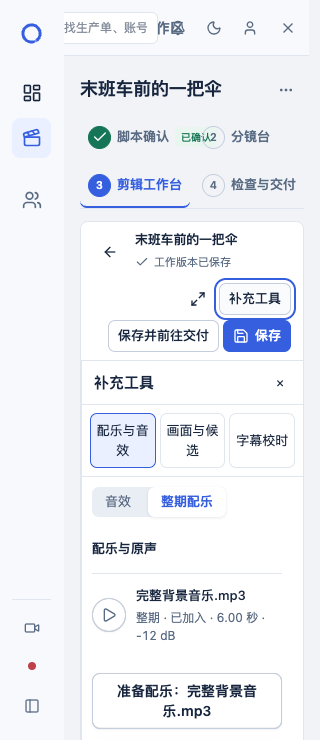 找生产单、账号
末班车前的一把伞
脚本确认
已确认
2
分镜台
3
剪辑工作台
4
检查与交付
末班车前的一把伞
工作版本已保存
补充工具
保存并前往交付
保存
补充工具
配乐与音
效
画面与候
选
字幕校时
音效
整期配乐
配乐与原声
完整背景音乐.mp3
整期 · 已加入 · 6.00 秒 ·
-12 dB
准备配乐：完整背景音
乐.mp3